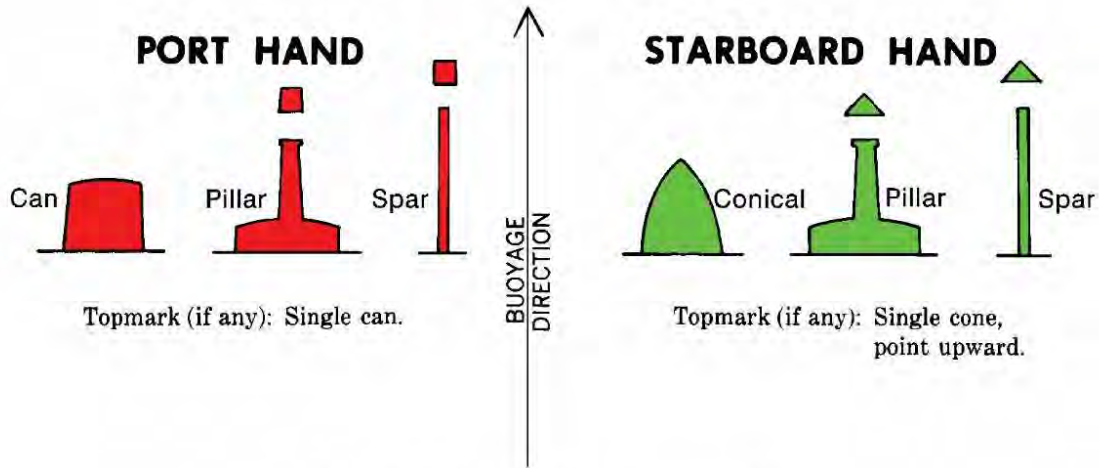 PORT HAND
Can
Pillar
Spar
Topmark (if any): Single can.
BUOYAGE
DIRECTION
STARBOARD HAND
Conical
Pillar
Spar
Topmark (if any): Single cone,
point upward.